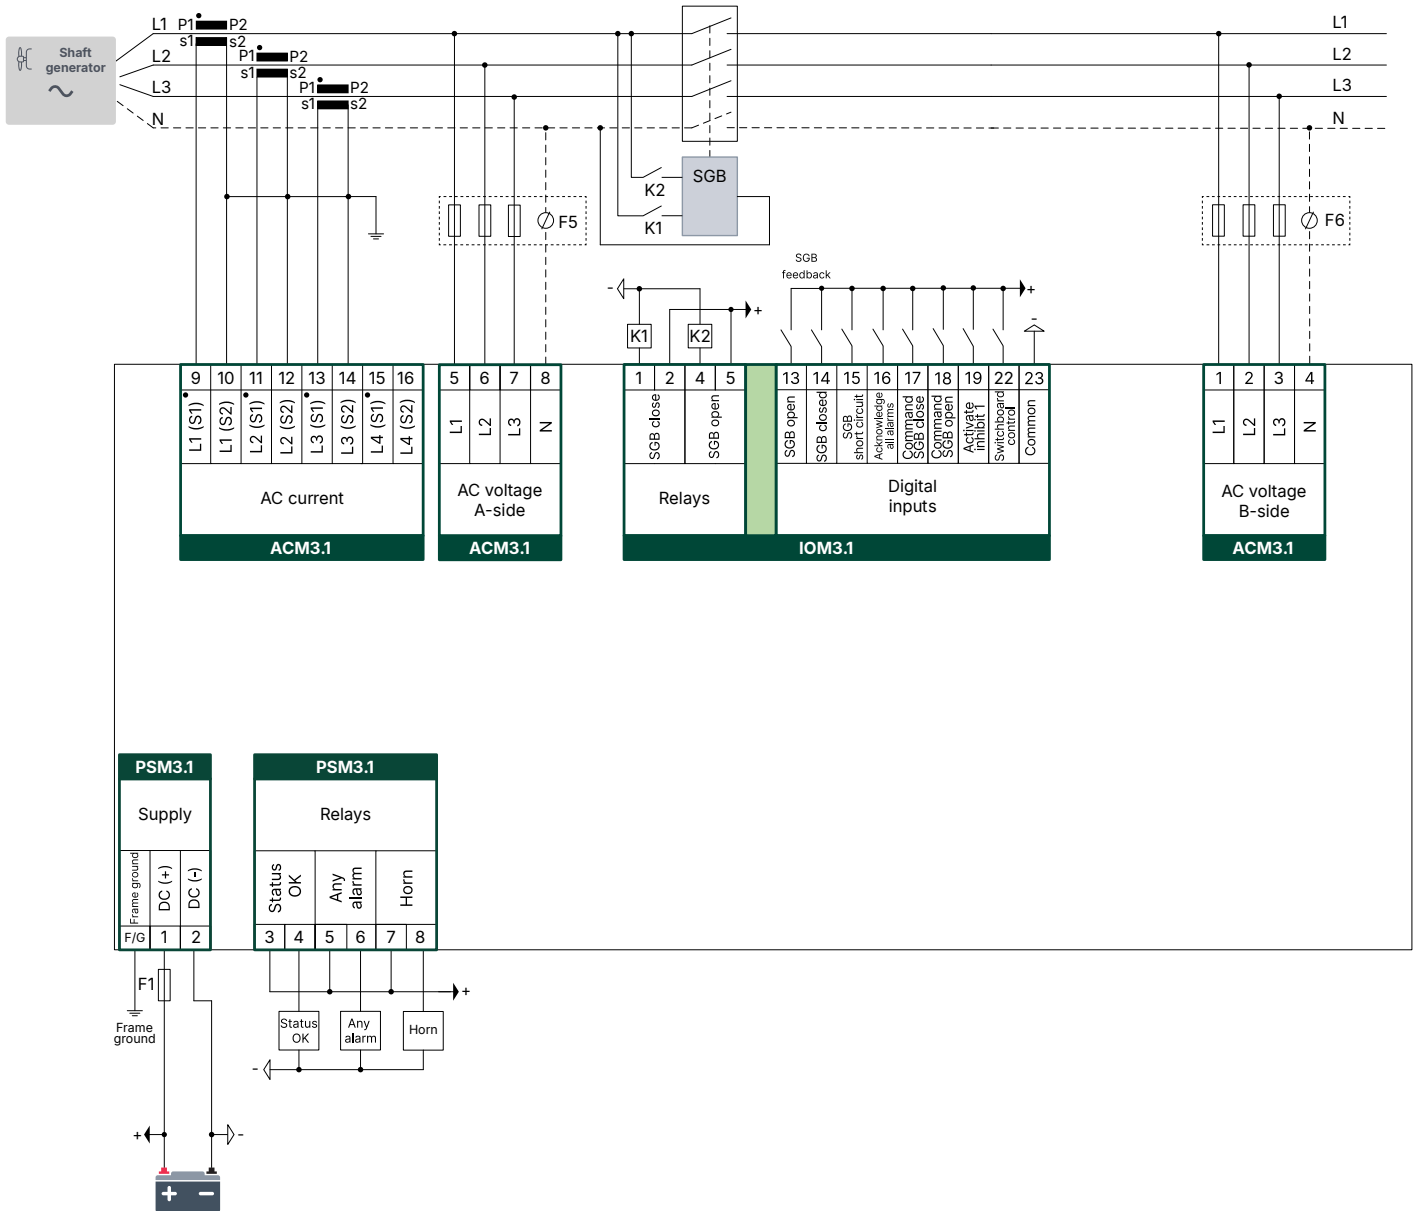 L1 P1 P2
s1 s2
L2 P1 P2
s1 s2
L3 P1 P2
s1 s2
N
Shaft
generator
L1
L2
L3
N
SGB
K2
K1
F5
F6
SGB
feedback
- +
K1 K2
+
-
9 10 11 12 13 14 15 16
L1 (S1)
L1 (S2)
L2 (S1)
L2 (S2)
L3 (S1)
L3 (S2)
L4 (S1)
L4 (S2)
AC current
ACM3.1
5 6 7 8
L1
L2
L3
N
AC voltage
A-side
ACM3.1
1 2 4 5
SGB close
SGB open
Relays
13 14 15 16 17 18 19 22 23
SGB open
SGB closed
SGB
short circuit
Acknowledge
all alarms
Command
SGB close
Command
SGB open
Activate
inhibit 1
Switchboard
control
Common
Digital
inputs
IOM3.1
1 2 3 4
L1
L2
L3
N
AC voltage
B-side
ACM3.1
PSM3.1
Supply
Frame ground
DC (+)
DC (-)
F/G 1 2
PSM3.1
Relays
Status
OK
Any
alarm
Horn
3 4 5 6 7 8
F1
Frame
ground
+
Status
OK
Any
alarm
Horn
-
+ -
+ -